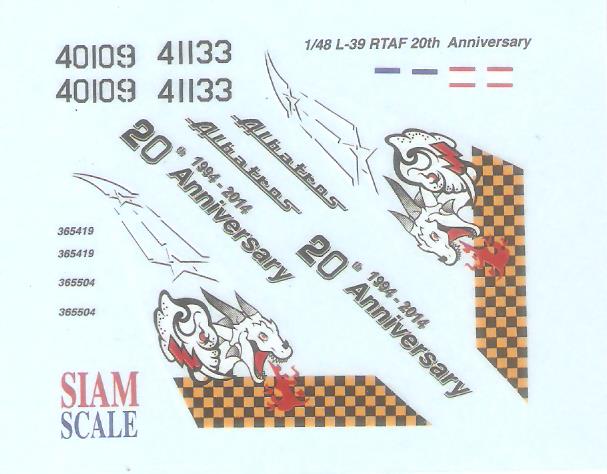 1/48 L-39 RTAF 20th Anniversary
40109 41133
40109 41133
Albatros
Albatros
20th 1994 - 2014
Anniversary
20th 1994 - 2014
Anniversary
365419
365419
365504
365504
SIAM
SCALE